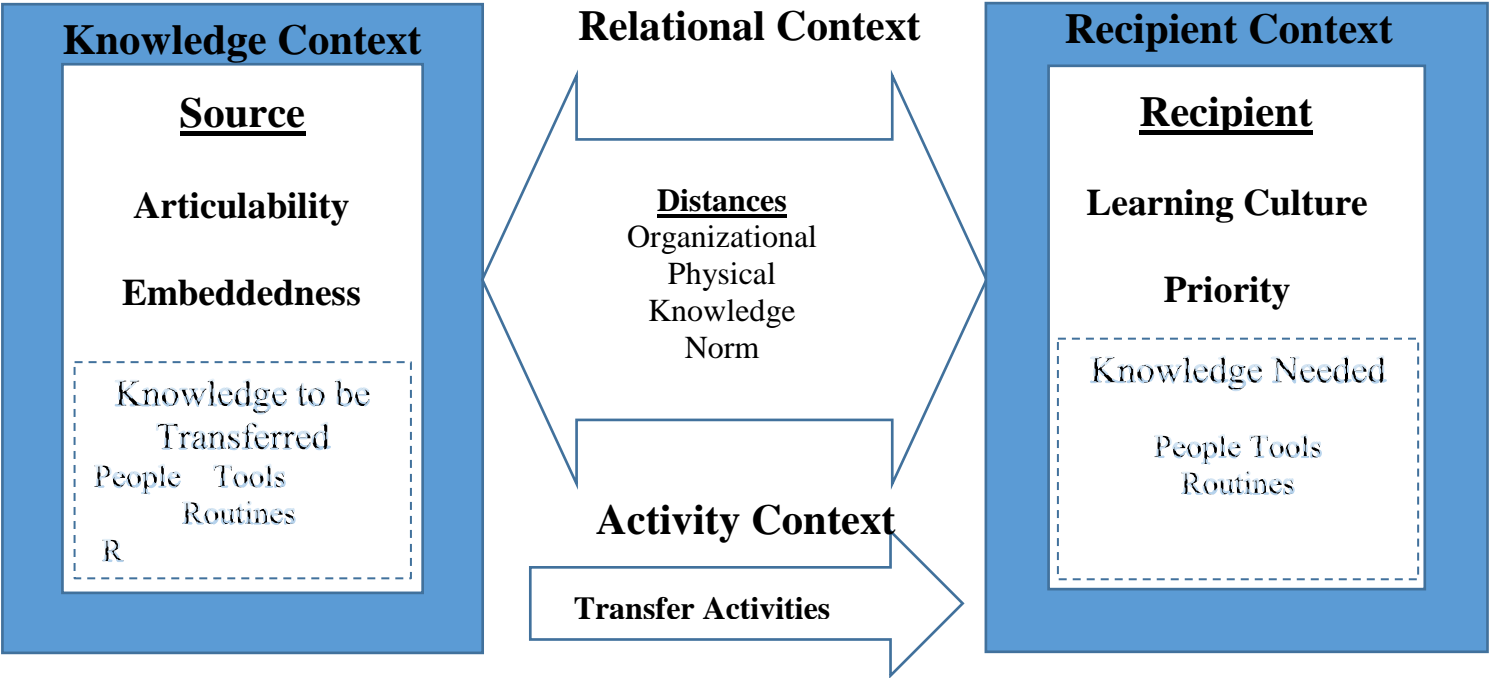 Knowledge Context
Source
Articulability
Embeddedness
Knowledge to be
Transferred
People Tools
Routines
R
Relational Context
Distances
Organizational
Physical
Knowledge
Norm
Activity Context
Transfer Activities
Recipient Context
Recipient
Learning Culture
Priority
Knowledge Needed
People Tools
Routines